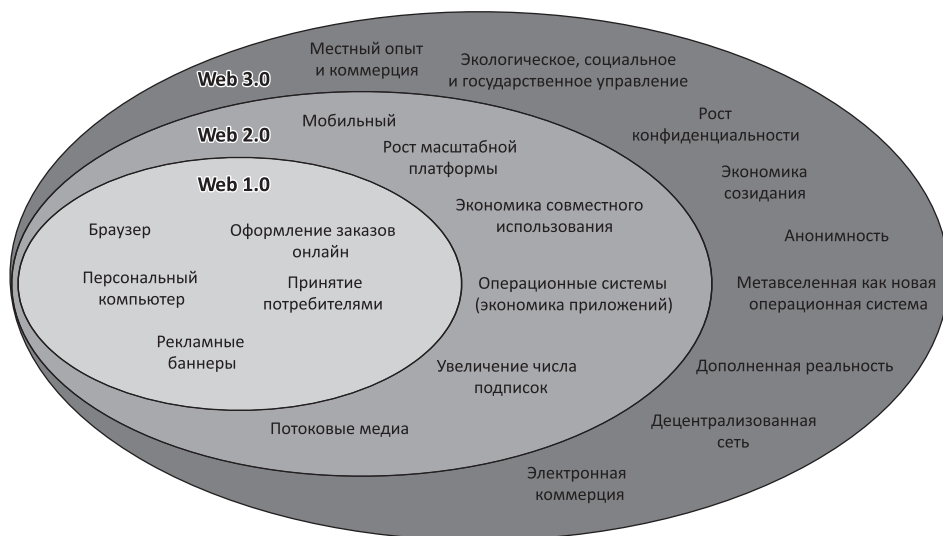 Web 3.0
Местный опыт
и коммерция
Экологическое, социальное
и государственное управление
Рост
конфиденциальности
Экономика
созидания
Анонимность
Метавселенная как новая
операционная система
Дополненная реальность
Децентрализованная
сеть
Электронная
коммерция
Web 2.0
Мобильный
Рост масштабной
платформы
Экономика совместного
использования
Операционные системы
(экономика приложений)
Увеличение числа
подписок
Потоковые медиа
Web 1.0
Браузер
Оформление заказов
онлайн
Персональный
компьютер
Принятие
потребителями
Рекламные
баннеры